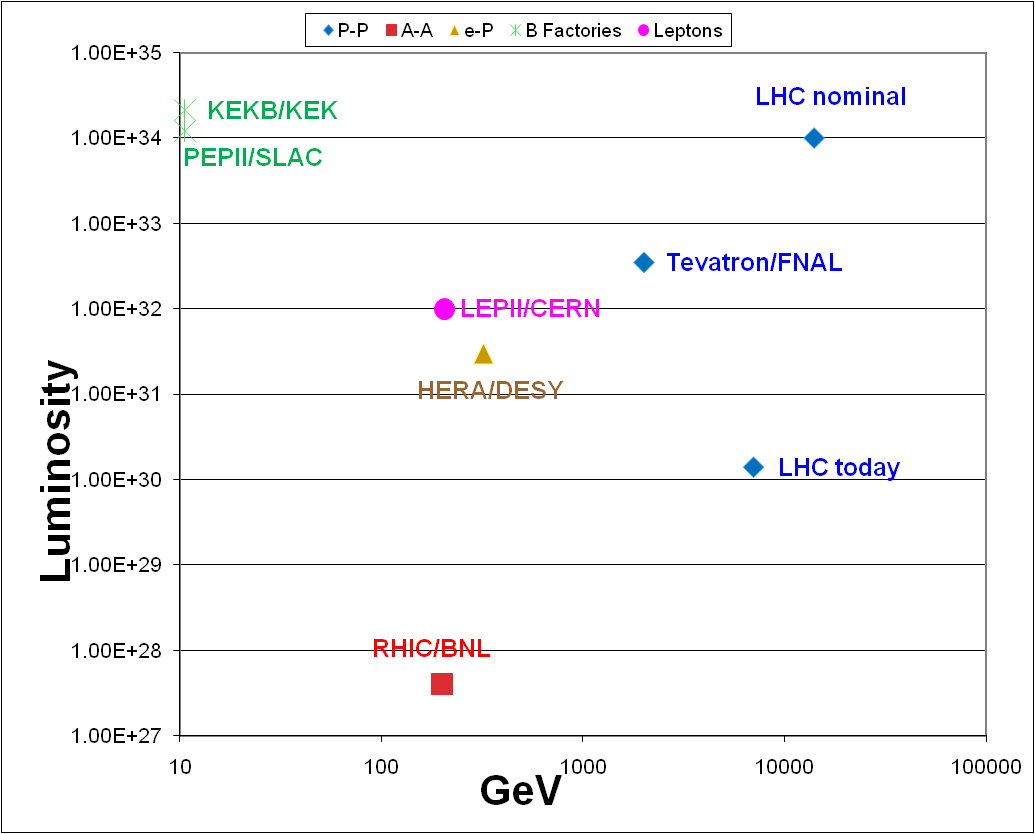 P-P A-A e-P B Factories Leptons
1.00E+35
KEKB/KEK
LHC nominal
1.00E+34
PEPII/SLAC
1.00E+33
Tevatron/FNAL
1.00E+32
LEPII/CERN
HERA/DESY
1.00E+31
LHC today
1.00E+30
Luminosity
1.00E+29
RHIC/BNL
1.00E+28
1.00E+27
10 100 1000 10000 100000
GeV